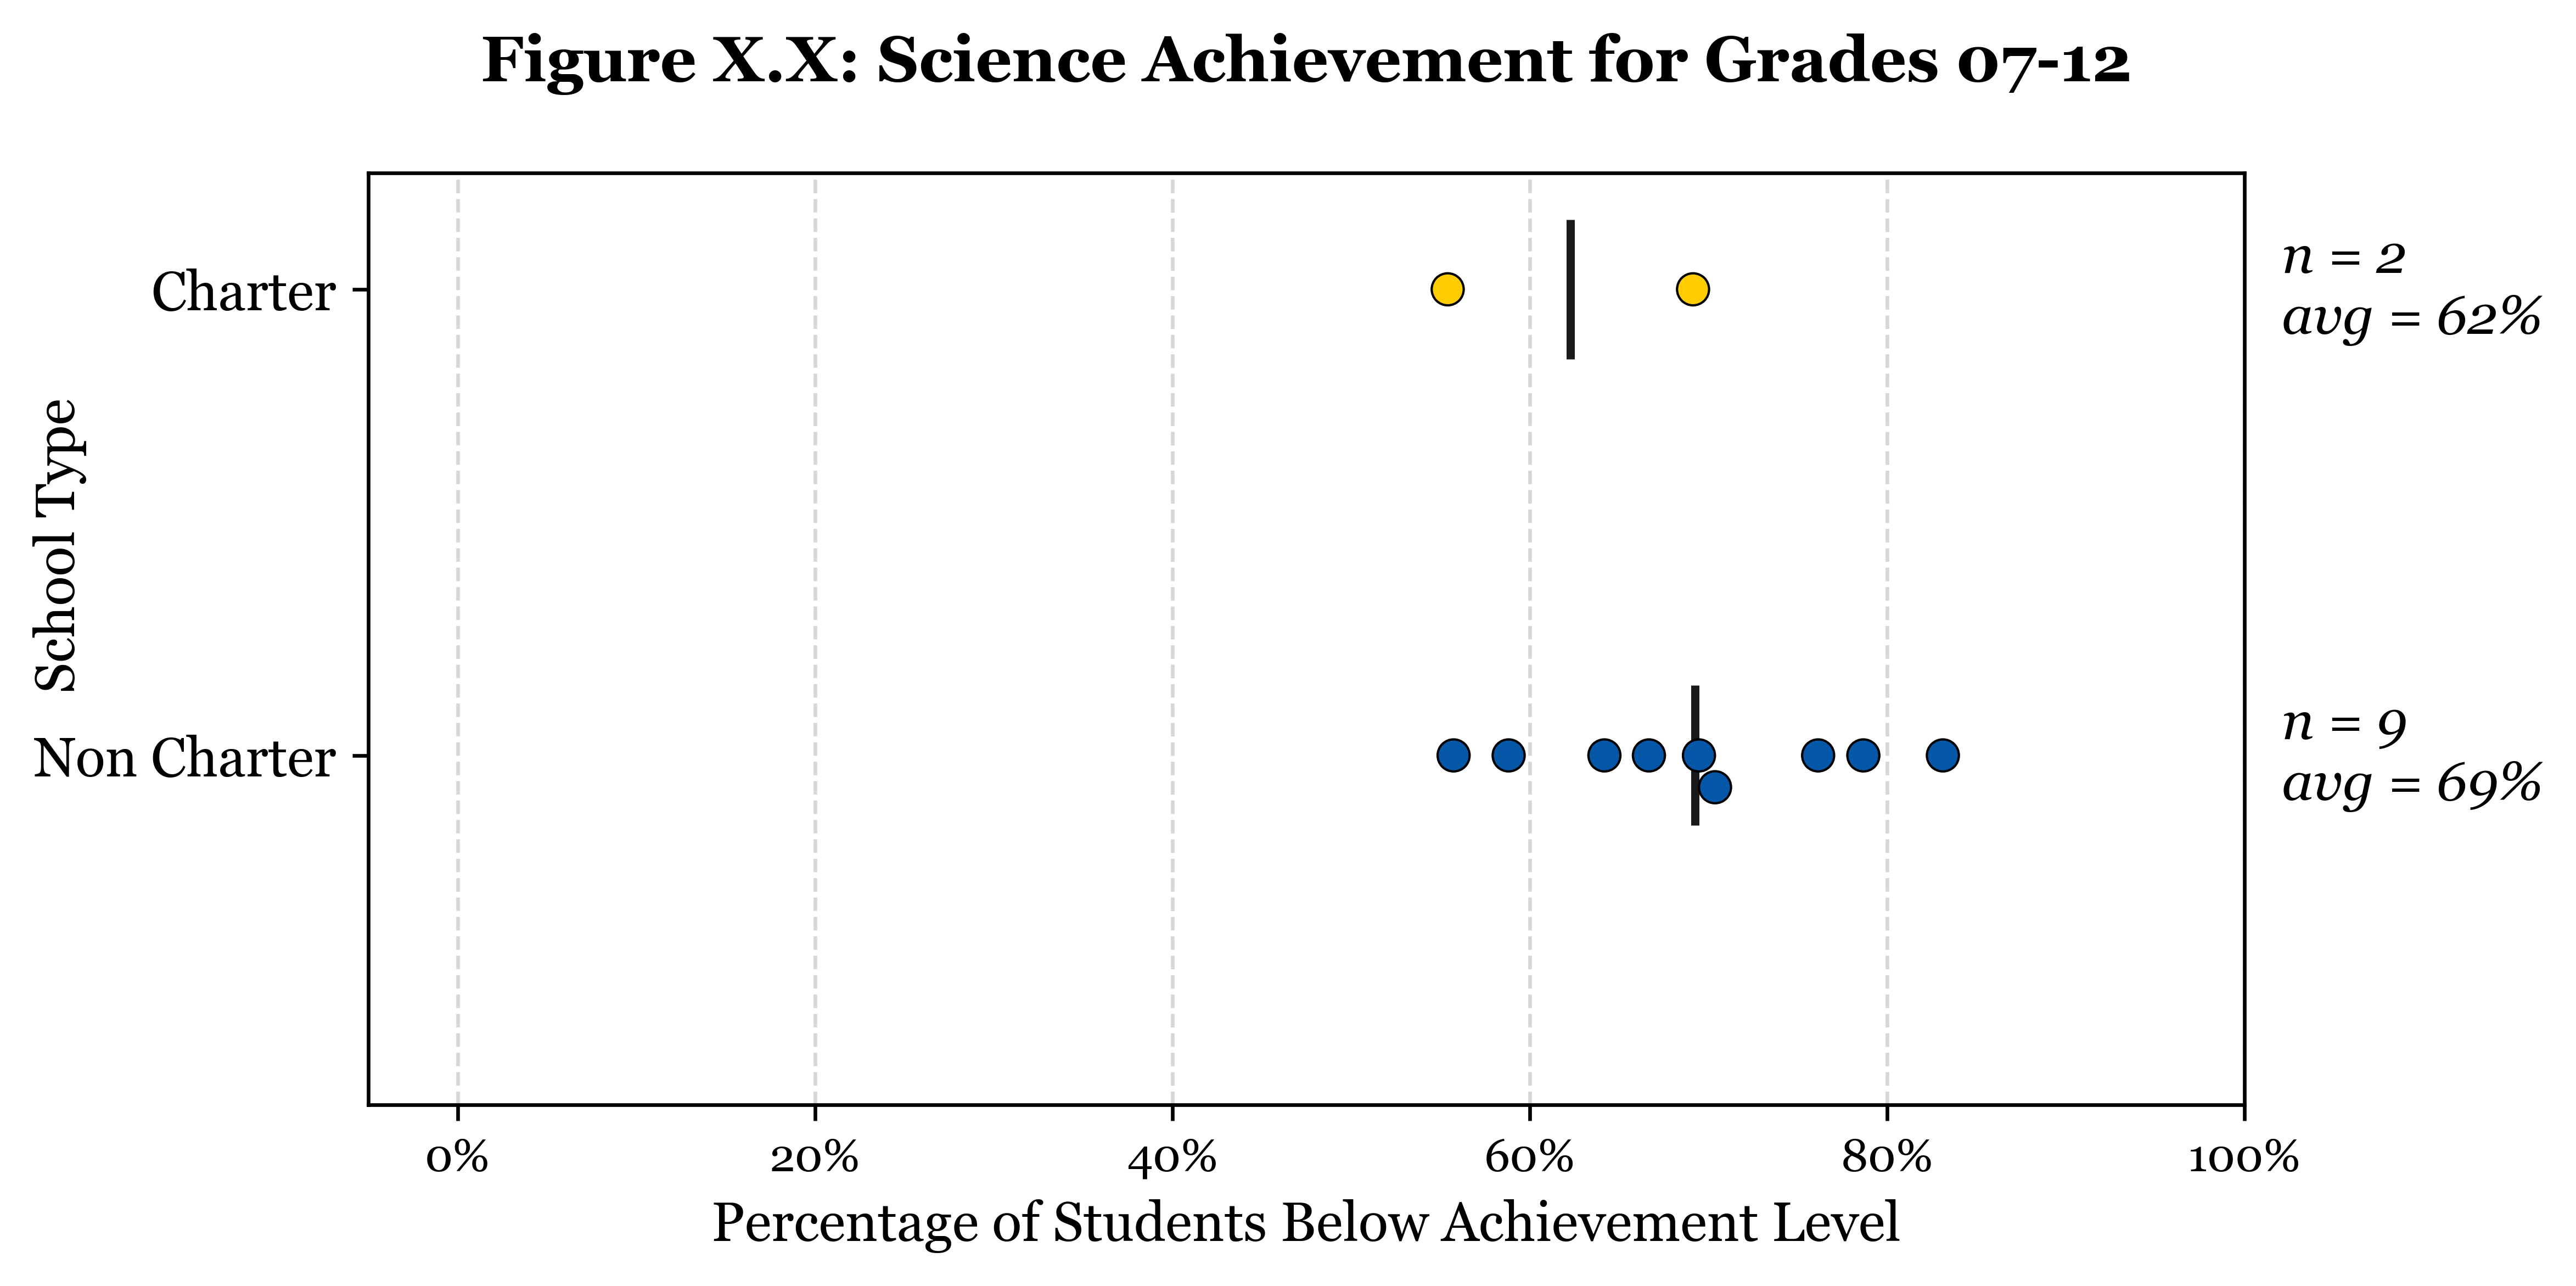 Figure X.X: Science Achievement for Grades 07-12
School Type
Charter
n = 2
avg = 62%
Non Charter
n = 9
avg = 69%
0% 20% 40% 60% 80% 100%
Percentage of Students Below Achievement Level